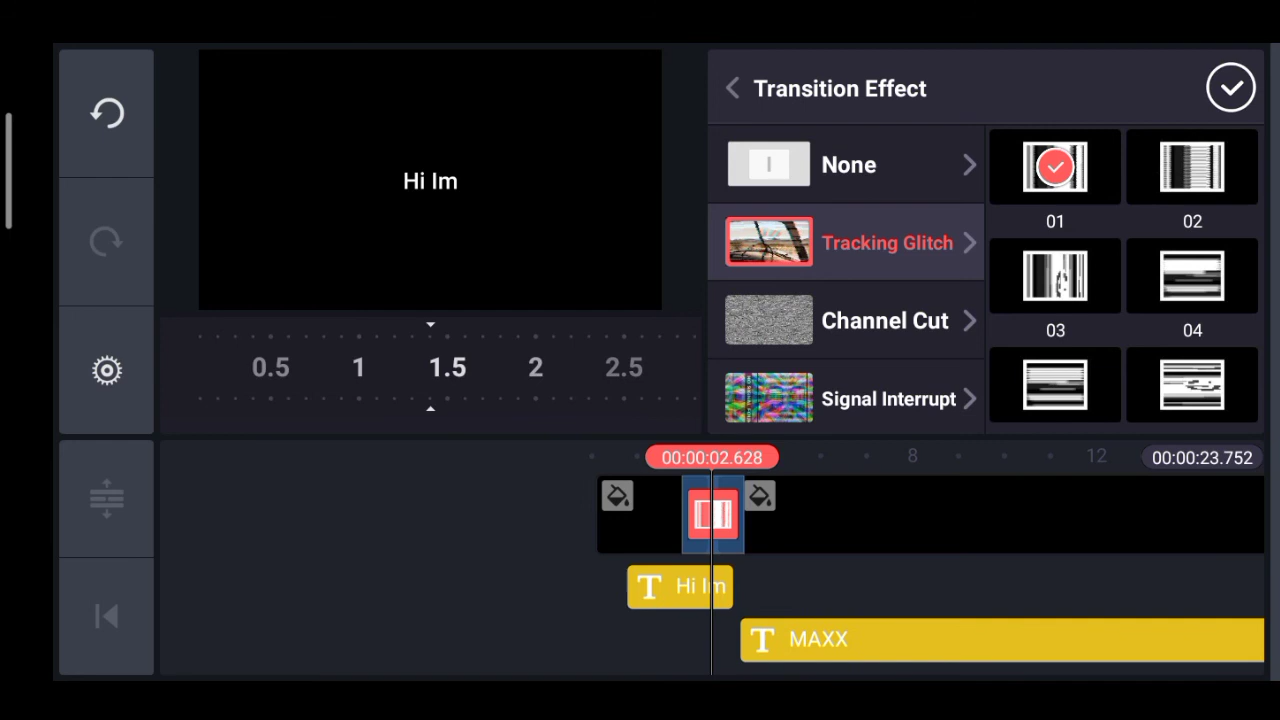 Transition Effect
None
Hi Im
01
02
Tracking Glitch
Channel Cut
03
04
0.5 1 1.5 2 2.5
Signal Interrupt
00:00:02.628
8
12
00:00:23.752
T Hi Im
T MAXX